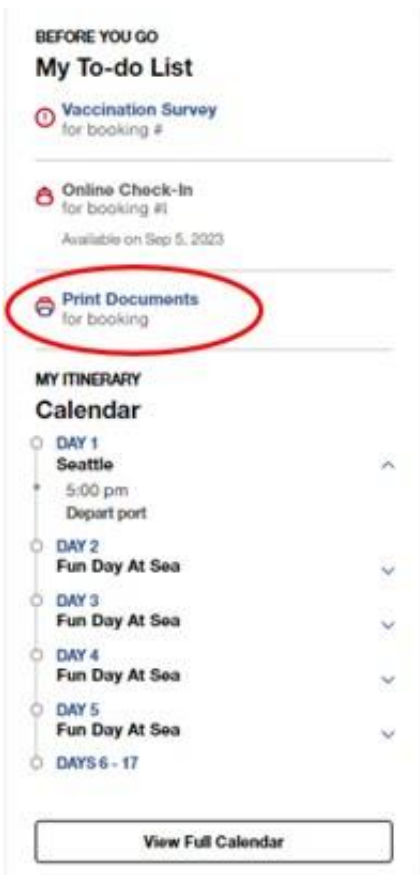 BEFORE YOU GO
My To-do List
Vaccination Survey
for booking #
Online Check-In
for booking #1
Available on Sep 5, 2023
Print Documents
for booking
MY ITINERARY
Calendar
DAY 1
Seattle
5:00 pm
Depart port
DAY 2
Fun Day At Sea
DAY 3
Fun Day At Sea
DAY 4
Fun Day At Sea
DAY 5
Fun Day At Sea
DAYS 6 - 17
View Full Calendar